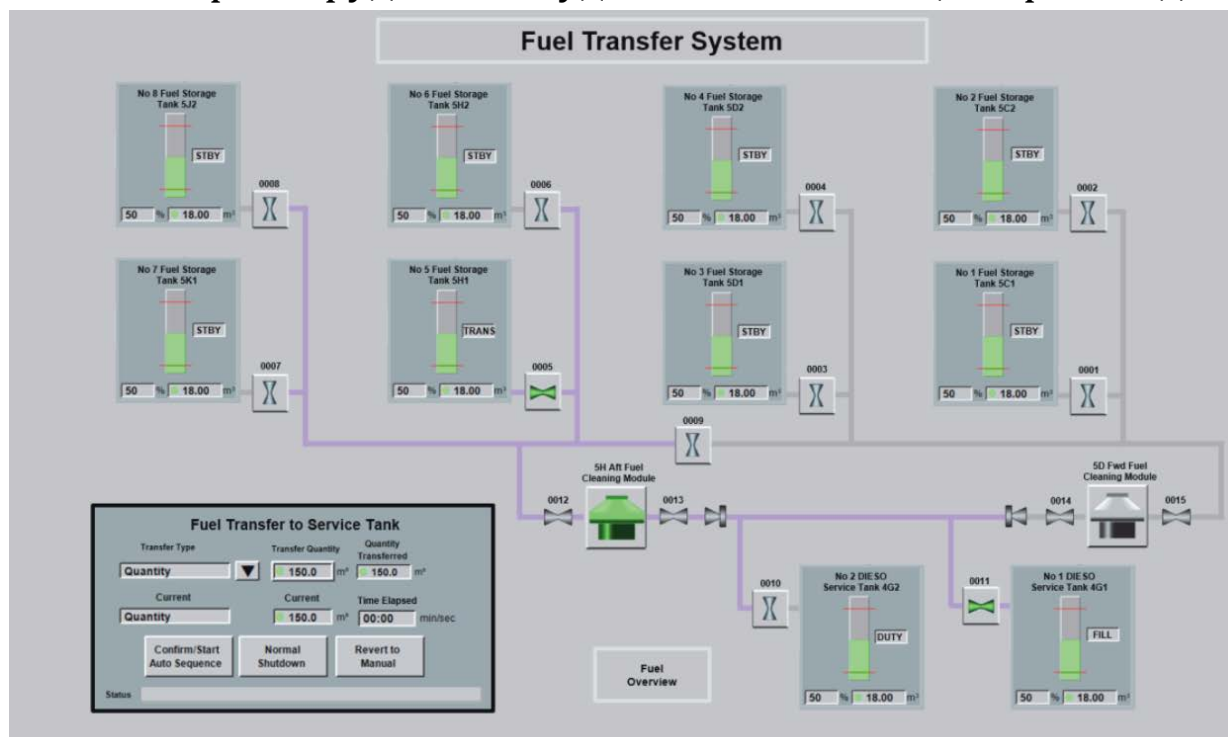 Fuel Transfer System
No 8 Fuel Storage
Tank 5J2
STBY
50 % 18.00 m³
0008
No 6 Fuel Storage
Tank 5H2
STBY
50 % 18.00 m³
0006
No 4 Fuel Storage
Tank 5D2
STBY
50 % 18.00 m³
0004
No 2 Fuel Storage
Tank 5C2
STBY
50 % 18.00 m³
0002
No 7 Fuel Storage
Tank 5K1
STBY
50 % 18.00 m³
0007
No 5 Fuel Storage
Tank 5H1
TRANS
50 % 18.00 m³
0005
No 3 Fuel Storage
Tank 5D1
STBY
50 % 18.00 m³
0003
No 1 Fuel Storage
Tank 5C1
STBY
50 % 18.00 m³
0001
0009
5H Aft Fuel
Cleaning Module
0012
0013
5D Fwd Fuel
Cleaning Module
0014
0015
Fuel Transfer to Service Tank
Transfer Type
Transfer Quantity
Quantity
Transferred
Quantity
150.0 m³
150.0 m³
Current
Current
Time Elapsed
Quantity
150.0 m³
00:00 min/sec
Confirm/Start
Auto Sequence
Normal
Shutdown
Revert to
Manual
Status
Fuel
Overview
0010
No 2 DIESO
Service Tank 4G2
DUTY
50 % 18.00 m³
0011
No 1 DIESO
Service Tank 4G1
FILL
50 % 18.00 m³